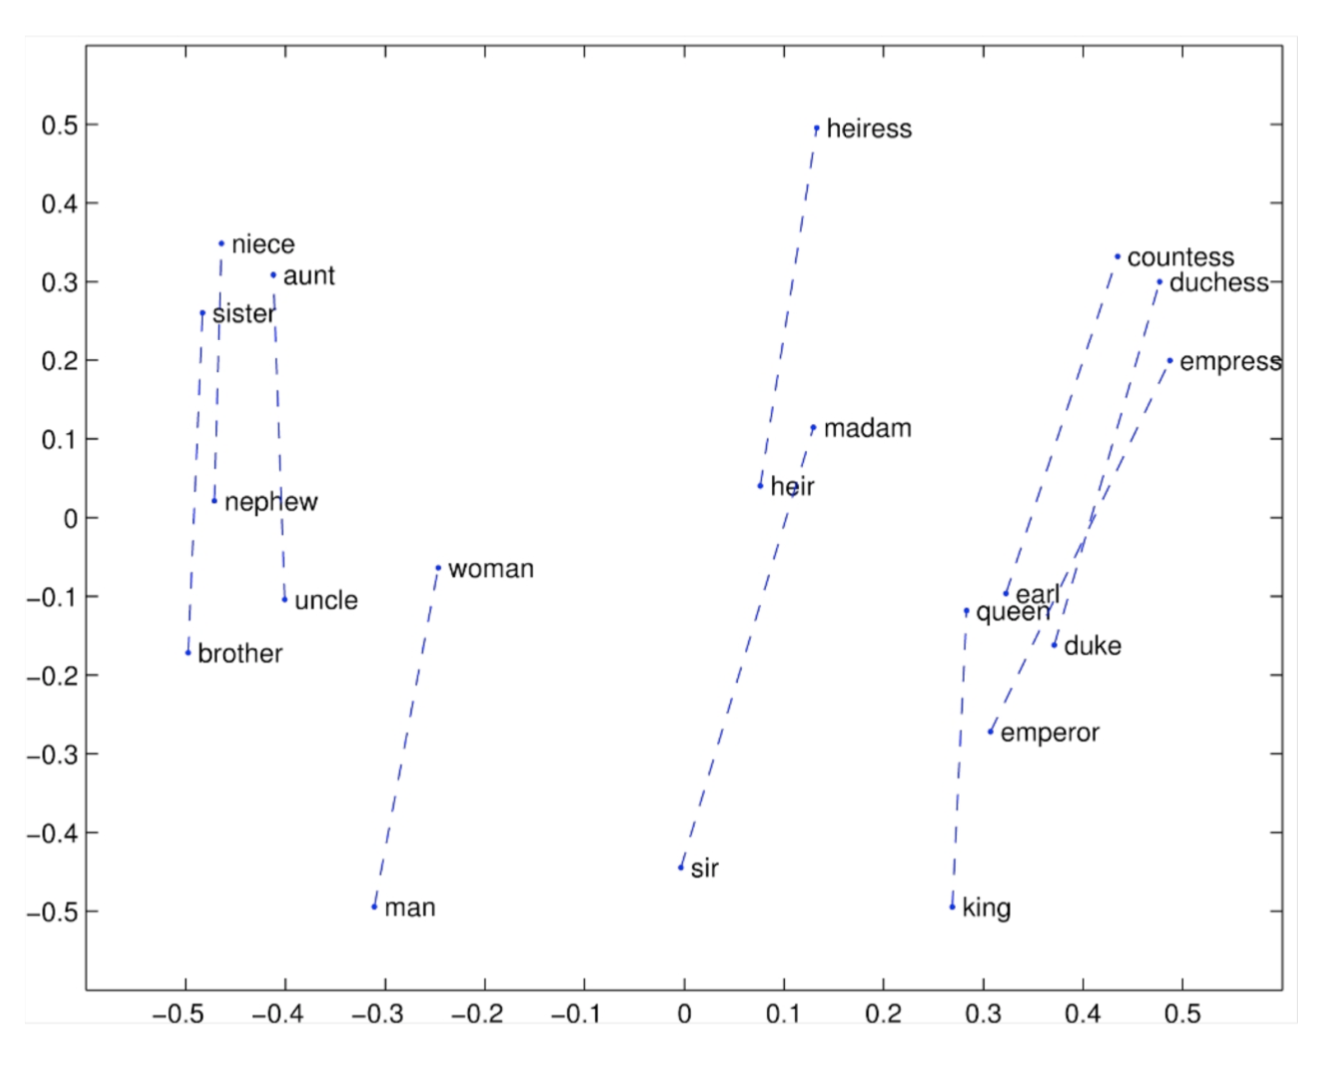 0.5
heiress
0.4
niece
countess
aunt
0.3
duchess
sister
0.2
empress
0.1
madam
heir
nephew
0
woman
earl
−0.1
uncle
queen
duke
brother
−0.2
emperor
−0.3
−0.4
sir
−0.5
man
king
−0.5 −0.4 −0.3 −0.2 −0.1 0 0.1 0.2 0.3 0.4 0.5